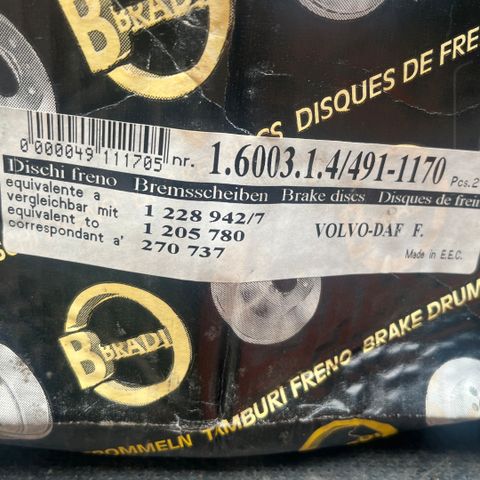 B BRADI
DISQUES DE FRE
CS
0 000049 111705 nr. 1.6003.1.4/491-1170 Pcs.2
Dischi freno Bremsscheiben Brake discs Disques de frein
equivalente a
vergleichbar mit
equivalent to
correspondant a'
1 228 942/7
1 205 780
270 737
VOLVO-DAF F.
Made in E.E.C.
B BRADI
ROMMELN TAMBURI FRENO BRAKE DRUM